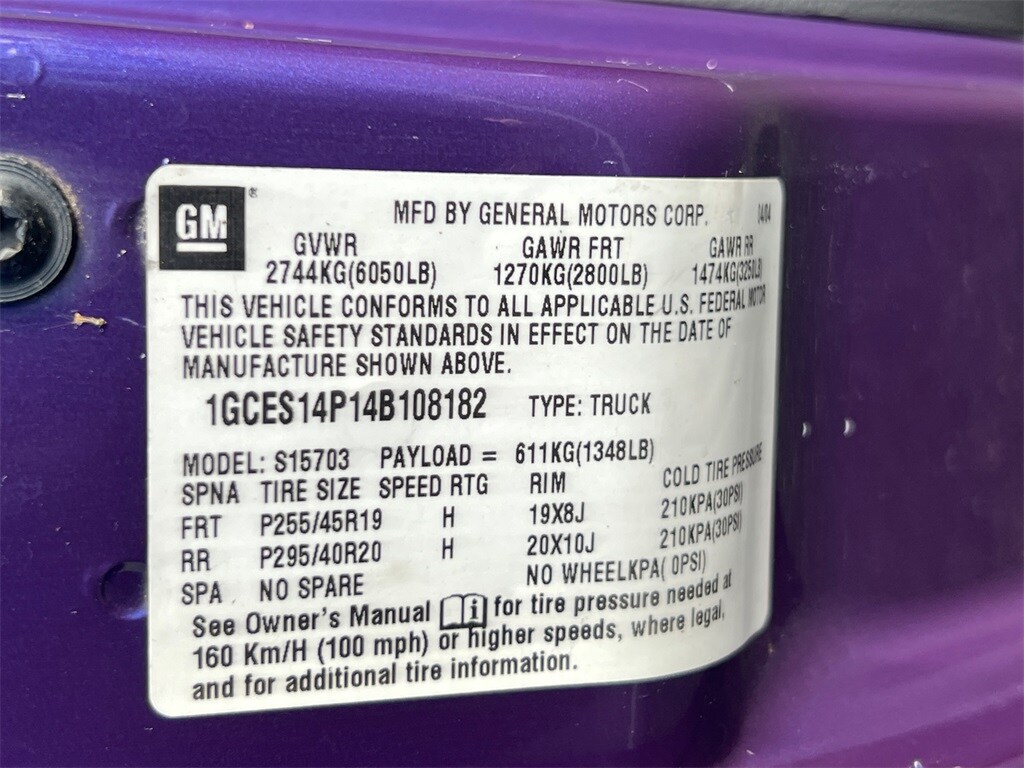 GM ®
MFD BY GENERAL MOTORS CORP. 04/04
GVWR GAWR FRT GAWR RR
2744KG(6050LB) 1270KG(2800LB) 1474KG(3250LB)
THIS VEHICLE CONFORMS TO ALL APPLICABLE U.S. FEDERAL MOTOR
VEHICLE SAFETY STANDARDS IN EFFECT ON THE DATE OF
MANUFACTURE SHOWN ABOVE.
1GCES14P14B108182 TYPE: TRUCK
MODEL: S15703 PAYLOAD = 611KG(1348LB)
SPNA TIRE SIZE SPEED RTG RIM COLD TIRE PRESSURE
FRT P255/45R19 H 19X8J 210KPA(30PSI)
RR P295/40R20 H 20X10J 210KPA(30PSI)
SPA NO SPARE NO WHEELKPA( 0PSI)
See Owner's Manual i for tire pressure needed at
160 Km/H (100 mph) or higher speeds, where legal,
and for additional tire information.